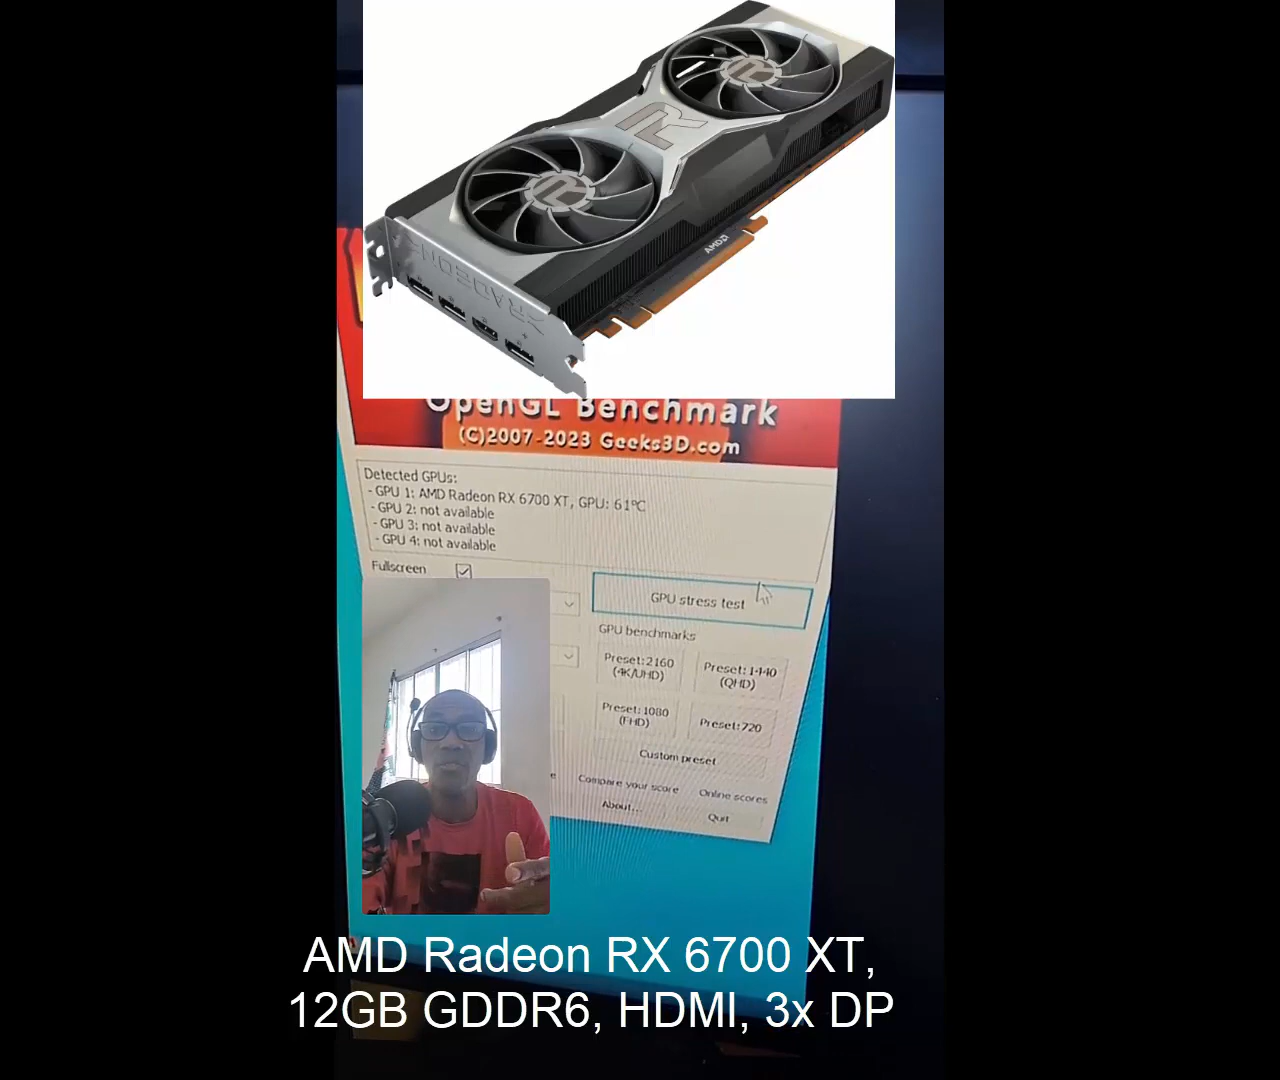 RADEON
AMD
OpenGL Benchmark
(C)2007-2023 Geeks3D.com
Detected GPUs:
- GPU 1: AMD Radeon RX 6700 XT, GPU: 61°C
- GPU 2: not available
- GPU 3: not available
- GPU 4: not available
Fullscreen
GPU stress test
GPU benchmarks
Preset:2160
(4K/UHD)
Preset:1440
(QHD)
Preset:1080
(FHD)
Preset:720
Custom preset
Compare your score
Online scores
About...
Quit
AMD Radeon RX 6700 XT,
12GB GDDR6, HDMI, 3x DP